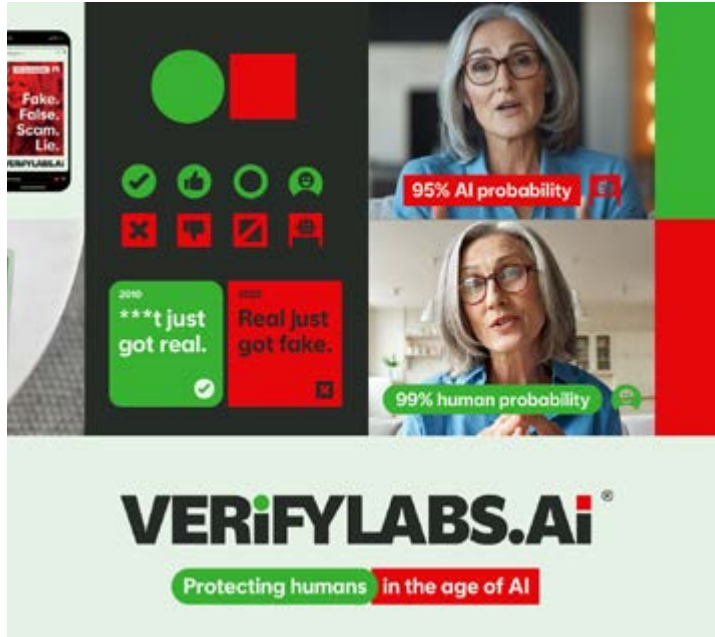 Fake.
False.
Scam.
Lie.
VERIFYLABS.Ai
2010
***t just
got real.
Real just
got fake.
95% AI probability
99% human probability
VERiFYLABS.Ai®
Protecting humans in the age of AI